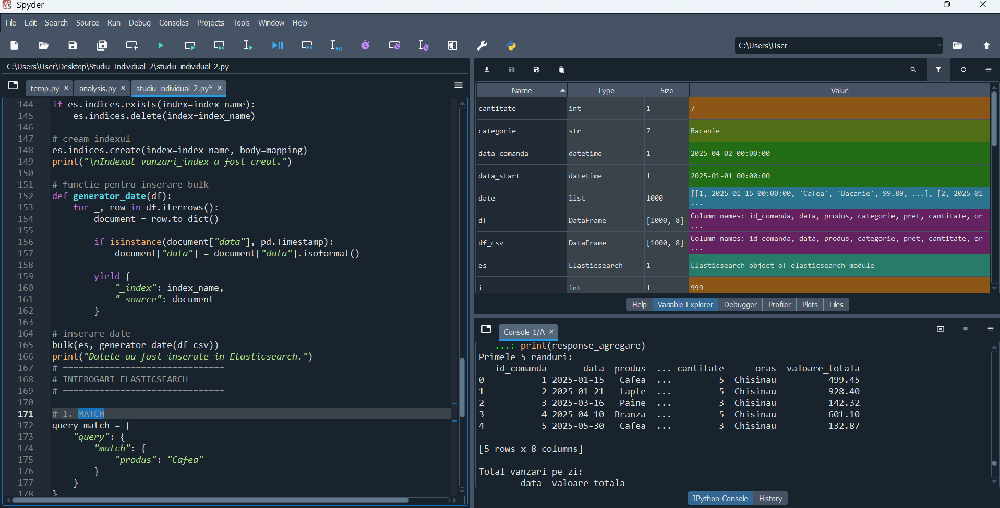 Spyder
File Edit Search Source Run Debug Consoles Projects Tools Window Help
C:\Users\User
C:\Users\User\Desktop\Studiu_Individual_2\studiu_individual_2.py
temp.py analysis.py studiu_individual_2.py*
144 if es.indices.exists(index=index_name):
145     es.indices.delete(index=index_name)
146
147 # cream indexul
148 es.indices.create(index=index_name, body=mapping)
149 print("\nIndexul vanzari_index a fost creat.")
150
151 # functie pentru inserare bulk
152 def generator_date(df):
153     for _, row in df.iterrows():
154         document = row.to_dict()
155
156         if isinstance(document["data"], pd.Timestamp):
157             document["data"] = document["data"].isoformat()
158
159         yield {
160             "_index": index_name,
161             "_source": document
162         }
163
164 # inserare date
165 bulk(es, generator_date(df_csv))
166 print("Datele au fost inserate in Elasticsearch.")
167 # ===============================
168 # INTEROGARI ELASTICSEARCH
169 # ===============================
170
171 # 1. MATCH
172 query_match = {
173     "query": {
174         "match": {
175             "produs": "Cafea"
176         }
177     }
178 }
Name Type Size Value
cantitate int 1 7
categorie str 7 Bacanie
data_comanda datetime 1 2025-04-02 00:00:00
data_start datetime 1 2025-01-01 00:00:00
date list 1000 [[1, 2025-01-15 00:00:00, 'Cafea', 'Bacanie', 99.89, ...], [2, 2025-01
...
df DataFrame [1000, 8] Column names: id_comanda, data, produs, categorie, pret, cantitate, or
...
df_csv DataFrame [1000, 8] Column names: id_comanda, data, produs, categorie, pret, cantitate, or
...
es Elasticsearch 1 Elasticsearch object of elasticsearch module
i int 1 999
Help Variable Explorer Debugger Profiler Plots Files
Console 1/A
...: print(response_agregare)
Primele 5 randuri:
id_comanda data produs ... cantitate oras valoare_totala
0 1 2025-01-15 Cafea ... 5 Chisinau 499.45
1 2 2025-01-21 Lapte ... 5 Chisinau 928.40
2 3 2025-03-16 Paine ... 3 Chisinau 142.32
3 4 2025-04-10 Branza ... 5 Chisinau 601.10
4 5 2025-05-30 Cafea ... 3 Chisinau 132.87
[5 rows x 8 columns]
Total vanzari pe zi:
data valoare_totala
IPython Console History